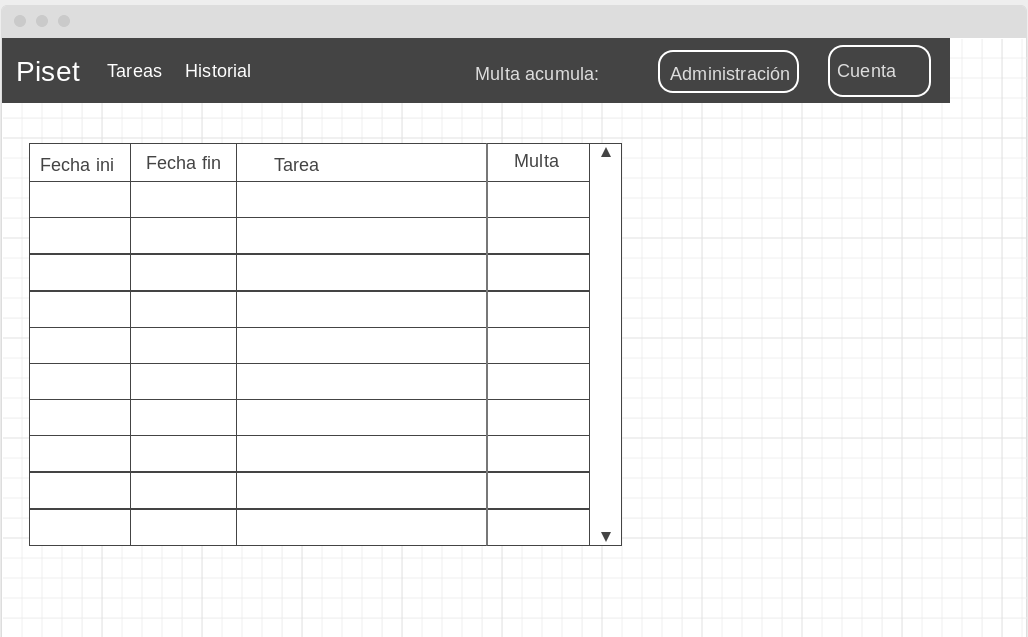 Piset Tareas Historial Multa acumula: Administración Cuenta
Fecha ini Fecha fin Tarea Multa